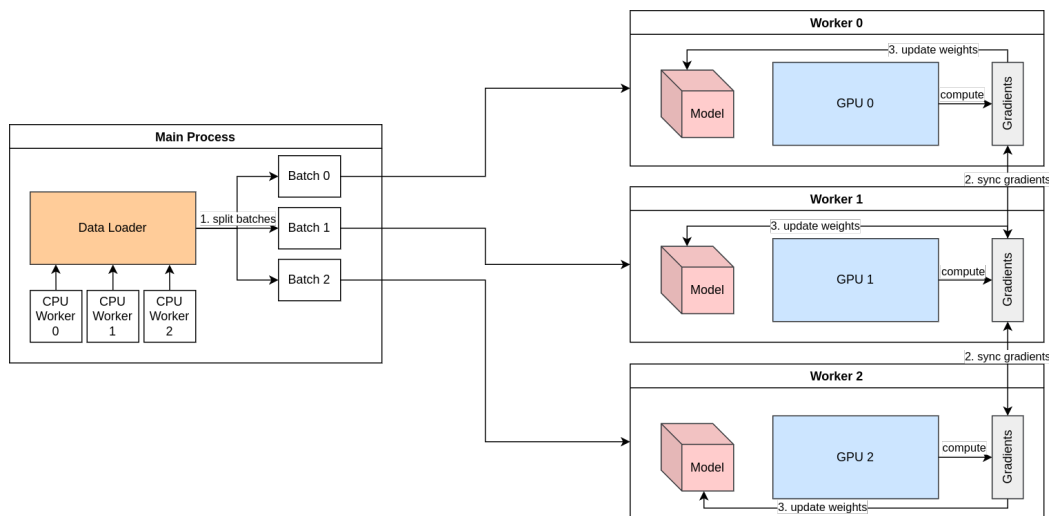 Main Process
Data Loader
CPU
Worker
0
CPU
Worker
1
CPU
Worker
2
1. split batches
Batch 0
Batch 1
Batch 2
Worker 0
3. update weights
Model
GPU 0
compute
Gradients
2. sync gradients
Worker 1
3. update weights
Model
GPU 1
compute
Gradients
2. sync gradients
Worker 2
Model
GPU 2
compute
Gradients
3. update weights